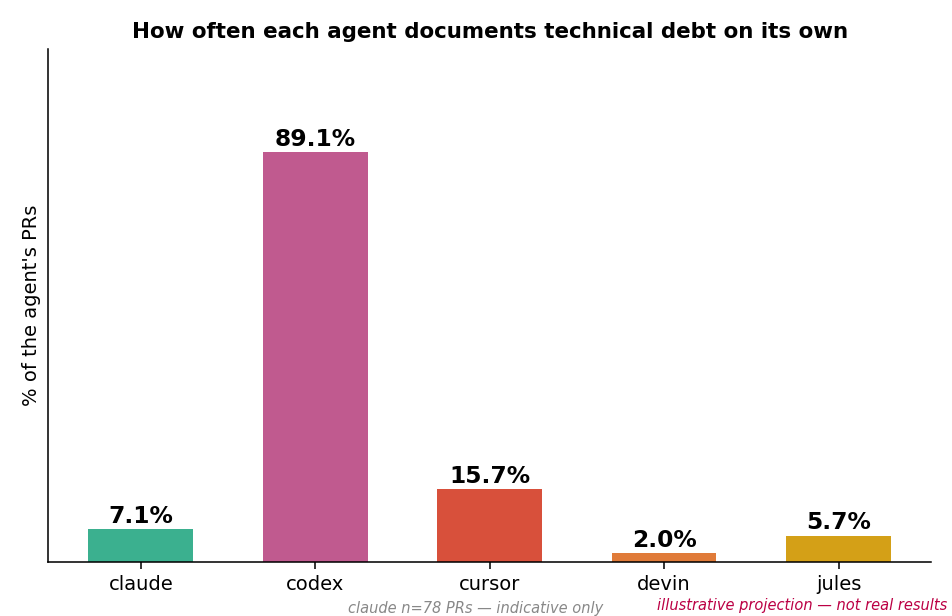 How often each agent documents technical debt on its own
% of the agent's PRs
7.1%
89.1%
15.7%
2.0%
5.7%
claude
codex
cursor
devin
jules
claude n=78 PRs — indicative only
illustrative projection — not real results